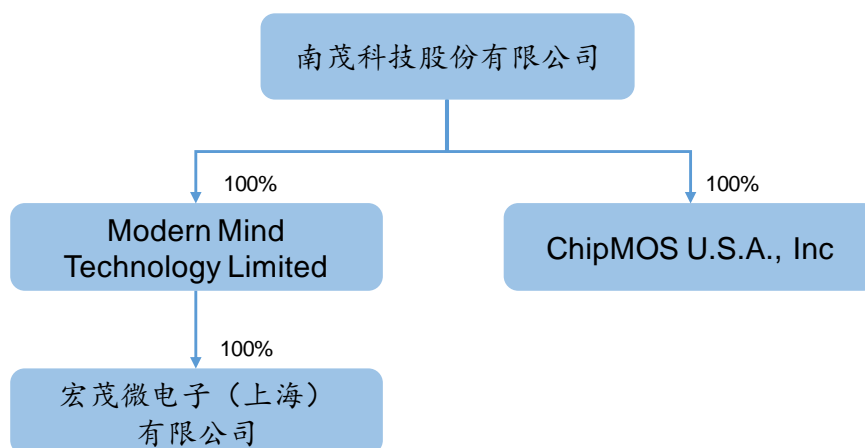 南茂科技股份有限公司
100%
100%
Modern Mind
Technology Limited
ChipMOS U.S.A., Inc
100%
宏茂微电子（上海）
有限公司